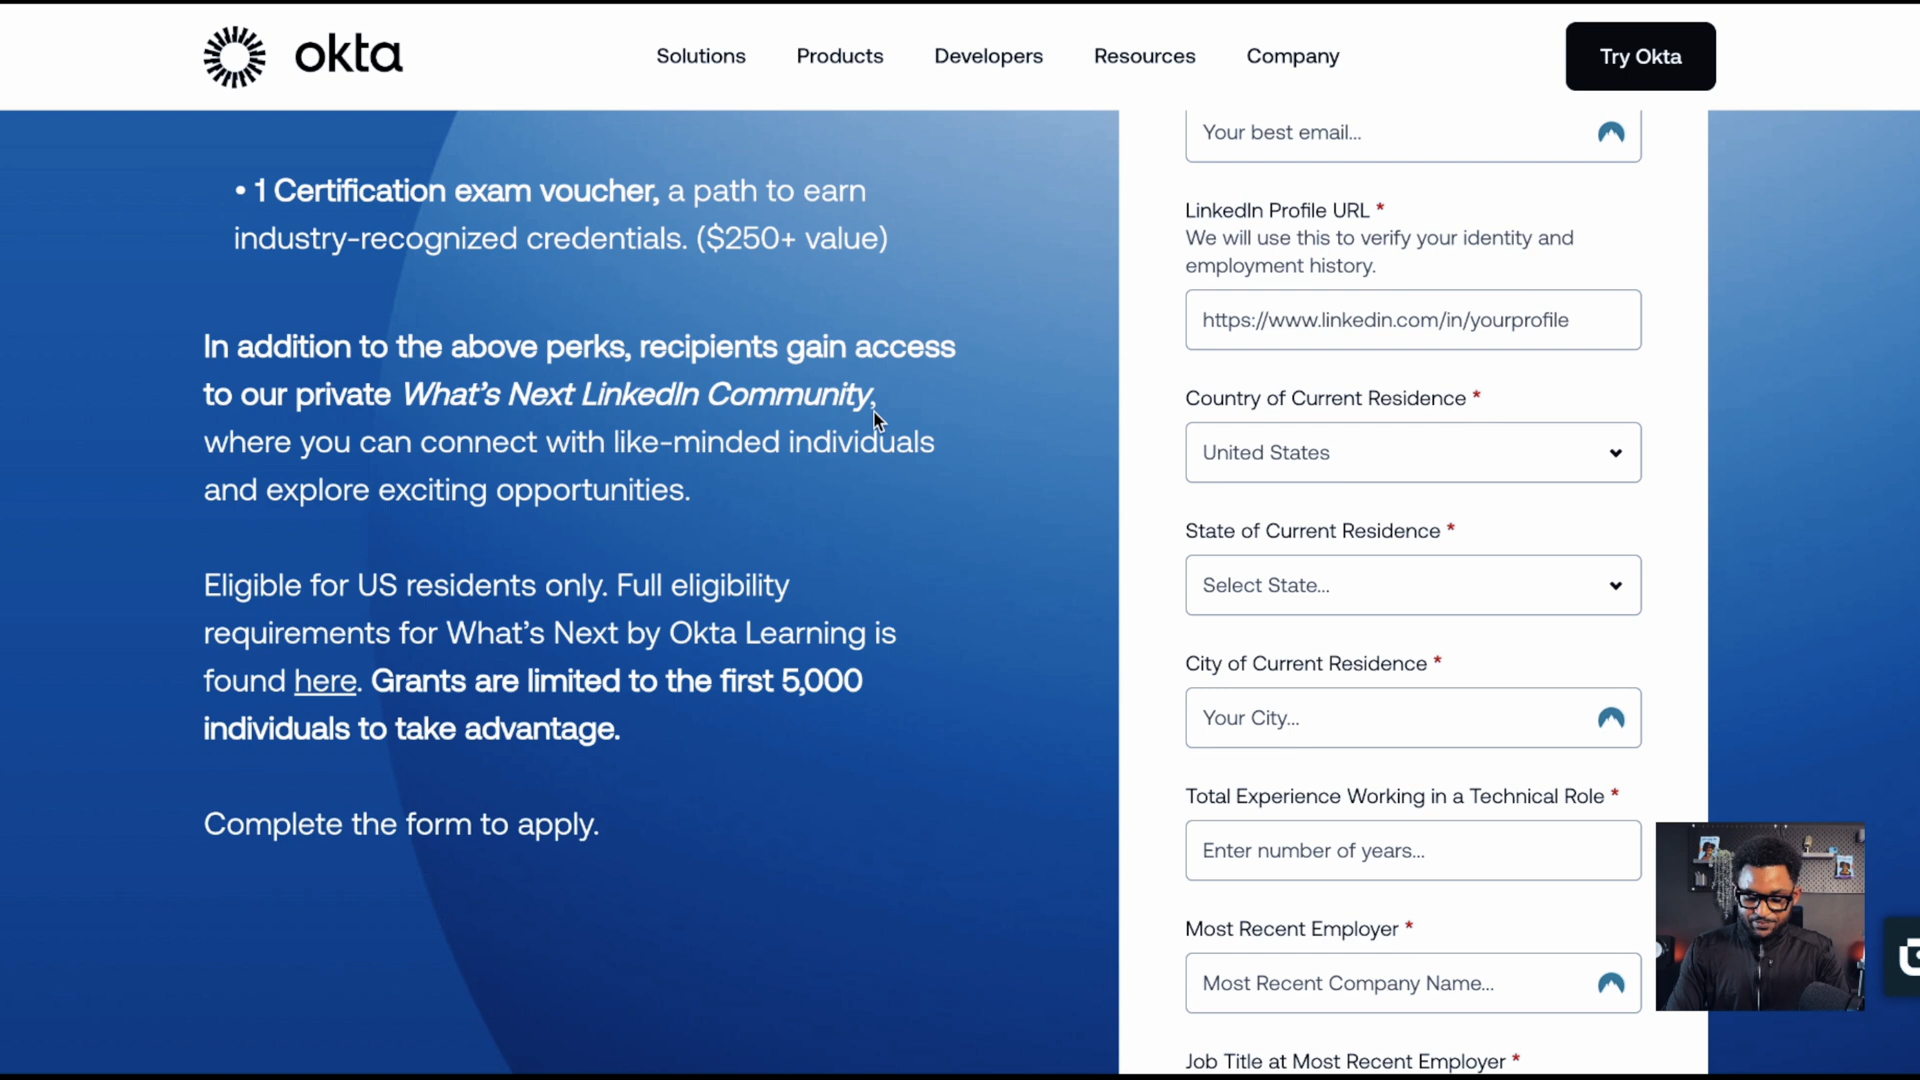 okta
Solutions
Products
Developers
Resources
Company
Try Okta
• 1 Certification exam voucher, a path to earn
industry-recognized credentials. ($250+ value)
In addition to the above perks, recipients gain access
to our private What's Next LinkedIn Community,
where you can connect with like-minded individuals
and explore exciting opportunities.
Eligible for US residents only. Full eligibility
requirements for What's Next by Okta Learning is
found here. Grants are limited to the first 5,000
individuals to take advantage.
Complete the form to apply.
Your best email...
LinkedIn Profile URL *
We will use this to verify your identity and
employment history.
https://www.linkedin.com/in/yourprofile
Country of Current Residence *
United States
State of Current Residence *
Select State...
City of Current Residence *
Your City...
Total Experience Working in a Technical Role *
Enter number of years...
Most Recent Employer *
Most Recent Company Name...
Job Title at Most Recent Employer *